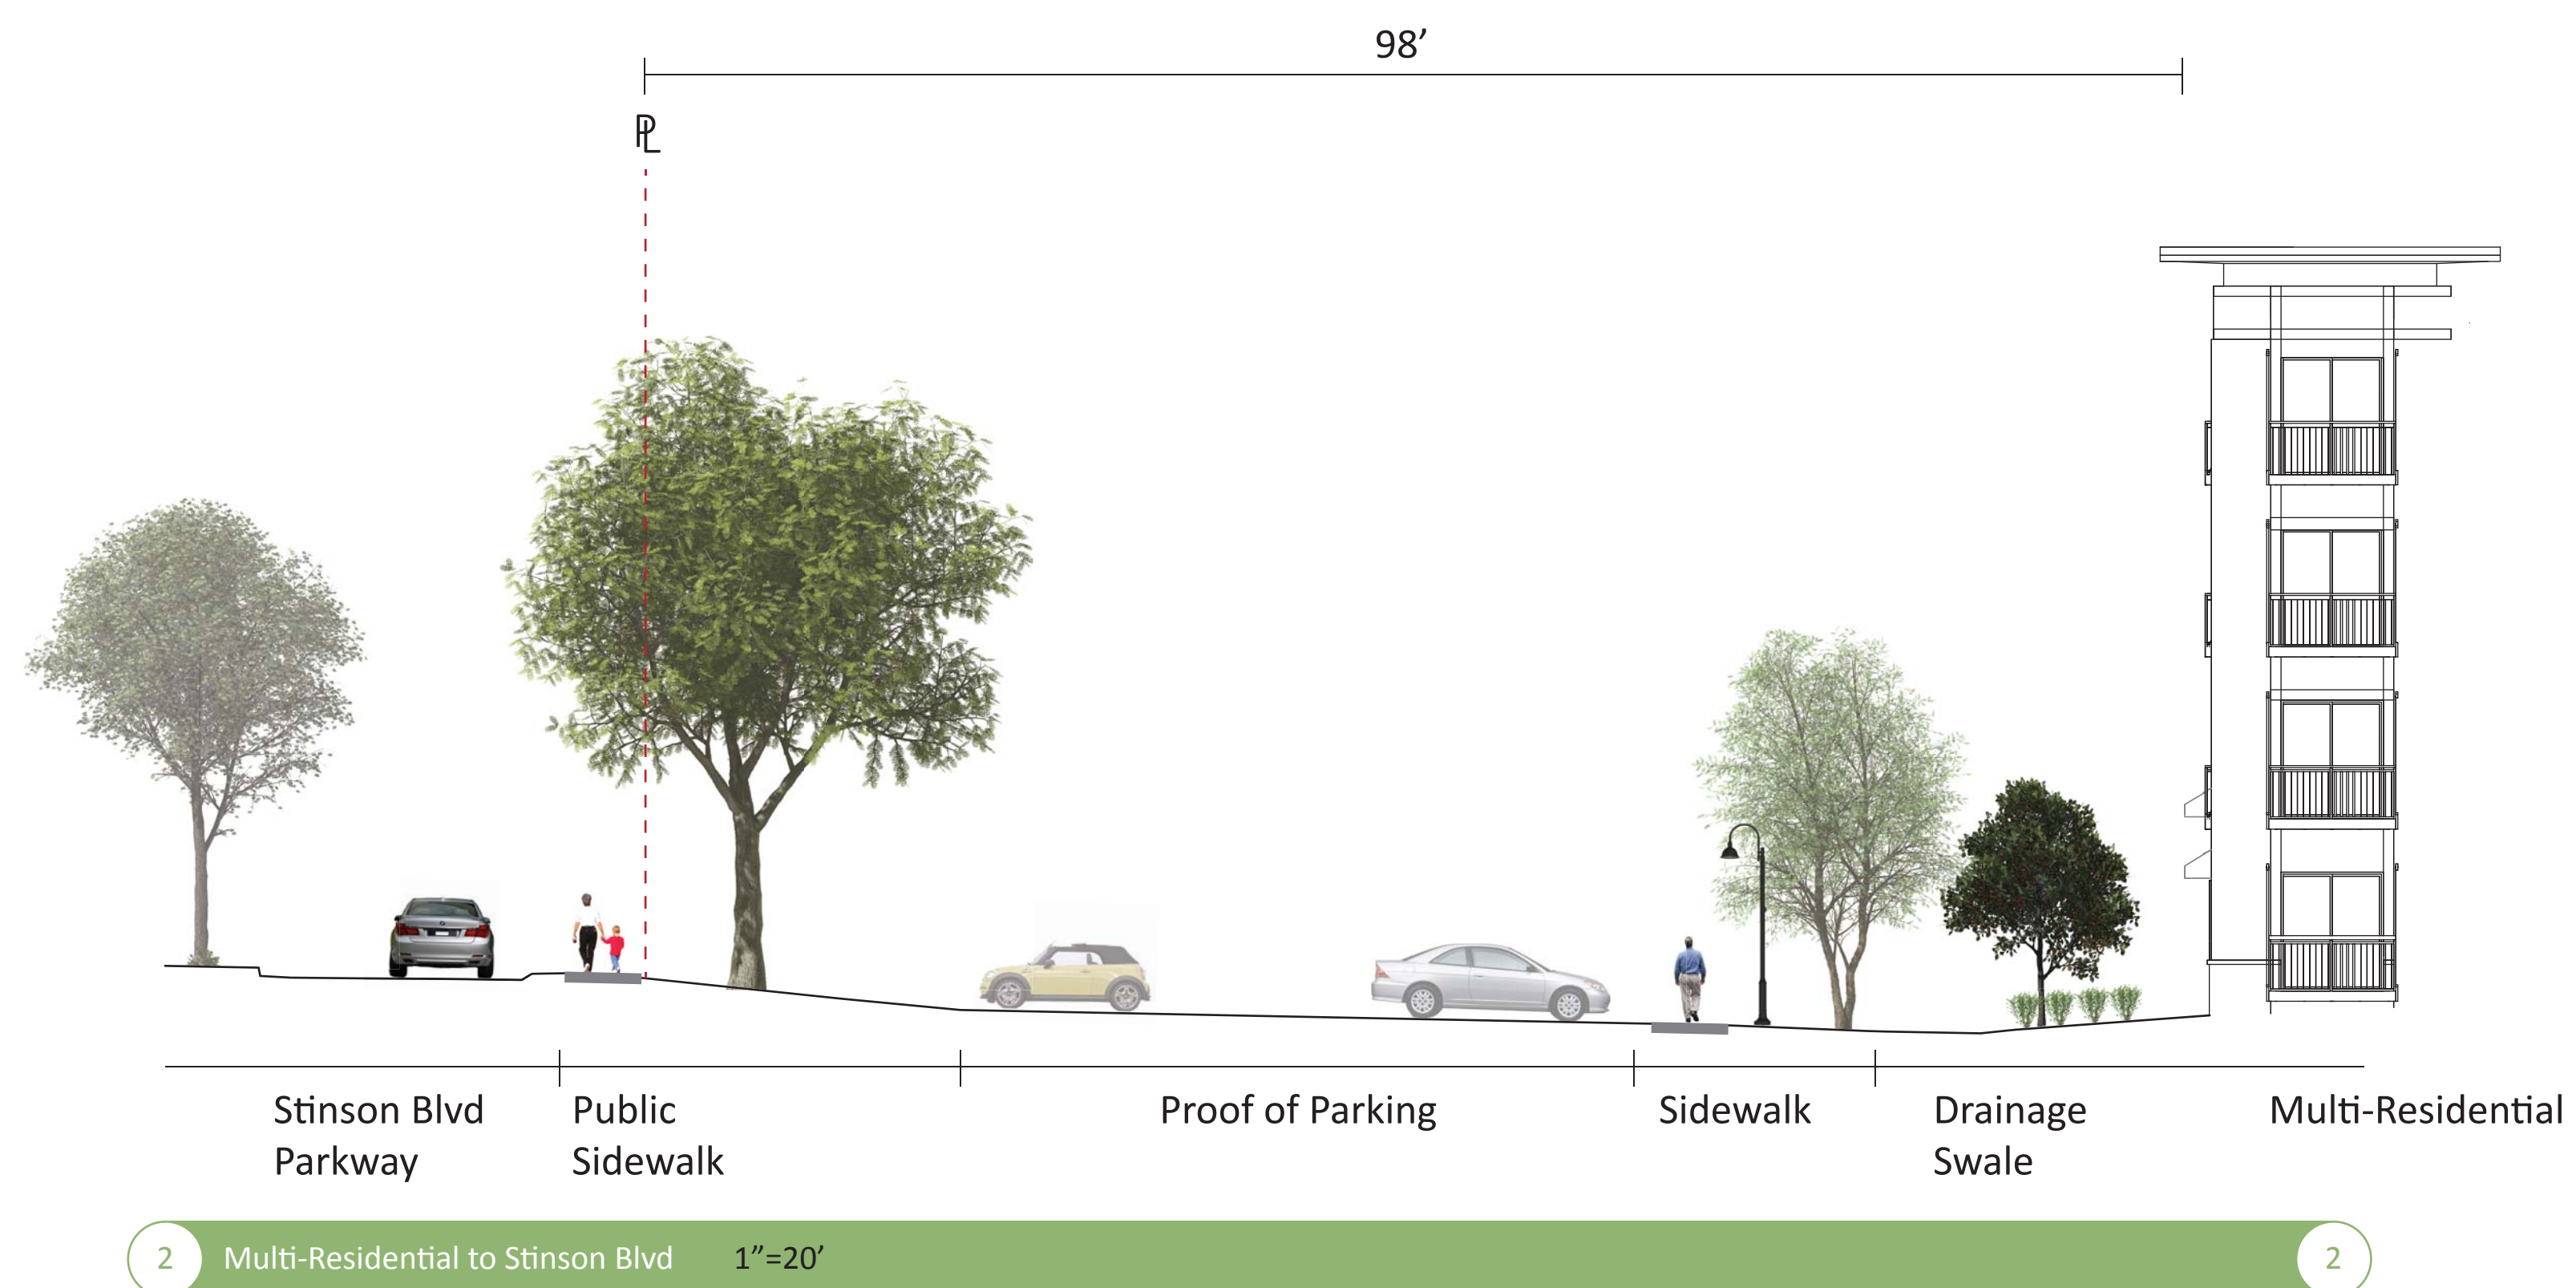 98’
PL
Stinson Blvd
Parkway
Public
Sidewalk
Proof of Parking
Sidewalk
Drainage
Swale
Multi-Residential
2 Multi-Residential to Stinson Blvd 1”=20’ 2